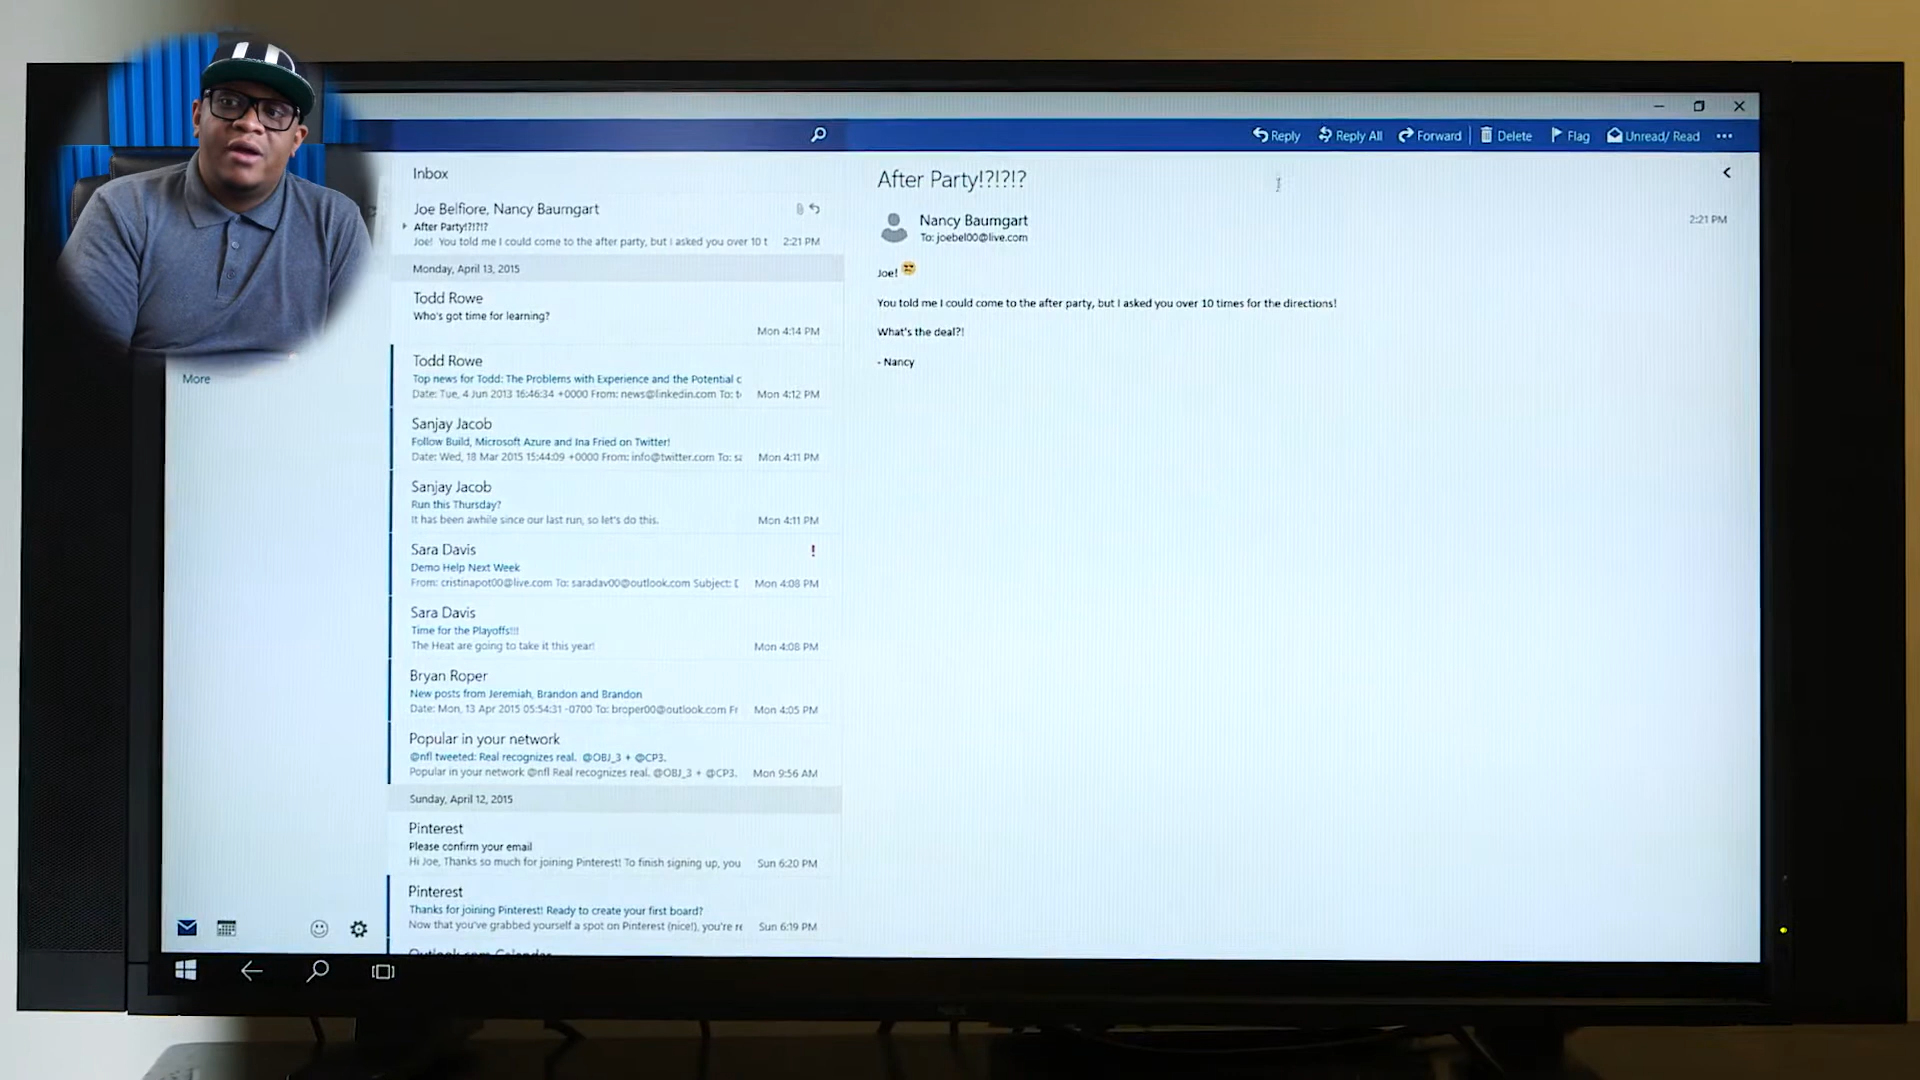 Reply
Reply All
Forward
Delete
Flag
Unread/ Read
More
Inbox
Joe Belfiore, Nancy Baumgart
After Party!?!?!?
Joe! You told me I could come to the after party, but I asked you over 10 t 2:21 PM
Monday, April 13, 2015
Todd Rowe
Who's got time for learning?
Mon 4:14 PM
Todd Rowe
Top news for Todd: The Problems with Experience and the Potential c
Date: Tue, 4 Jun 2013 16:46:34 +0000 From: news@linkedin.com To: t Mon 4:12 PM
Sanjay Jacob
Follow Build, Microsoft Azure and Ina Fried on Twitter!
Date: Wed, 18 Mar 2015 15:44:09 +0000 From: info@twitter.com To: sa Mon 4:11 PM
Sanjay Jacob
Run this Thursday?
It has been awhile since our last run, so let's do this. Mon 4:11 PM
Sara Davis
!
Demo Help Next Week
From: cristinapot00@live.com To: saradav00@outlook.com Subject: D Mon 4:08 PM
Sara Davis
Time for the Playoffs!!!
The Heat are going to take it this year! Mon 4:08 PM
Bryan Roper
New posts from Jeremiah, Brandon and Brandon
Date: Mon, 13 Apr 2015 05:54:31 -0700 To: broper00@outlook.com Fr Mon 4:05 PM
Popular in your network
@nfl tweeted: Real recognizes real. @OBJ_3 + @CP3.
Popular in your network @nfl Real recognizes real. @OBJ_3 + @CP3. Mon 9:56 AM
Sunday, April 12, 2015
Pinterest
Please confirm your email
Hi Joe, Thanks so much for joining Pinterest! To finish signing up, you Sun 6:20 PM
Pinterest
Thanks for joining Pinterest! Ready to create your first board?
Now that you've grabbed yourself a spot on Pinterest (nice!), you're re Sun 6:19 PM
Outlook.com Calendar
After Party!?!?!?
Nancy Baumgart
To: joebel00@live.com
2:21 PM
Joe!
You told me I could come to the after party, but I asked you over 10 times for the directions!
What's the deal?!
- Nancy